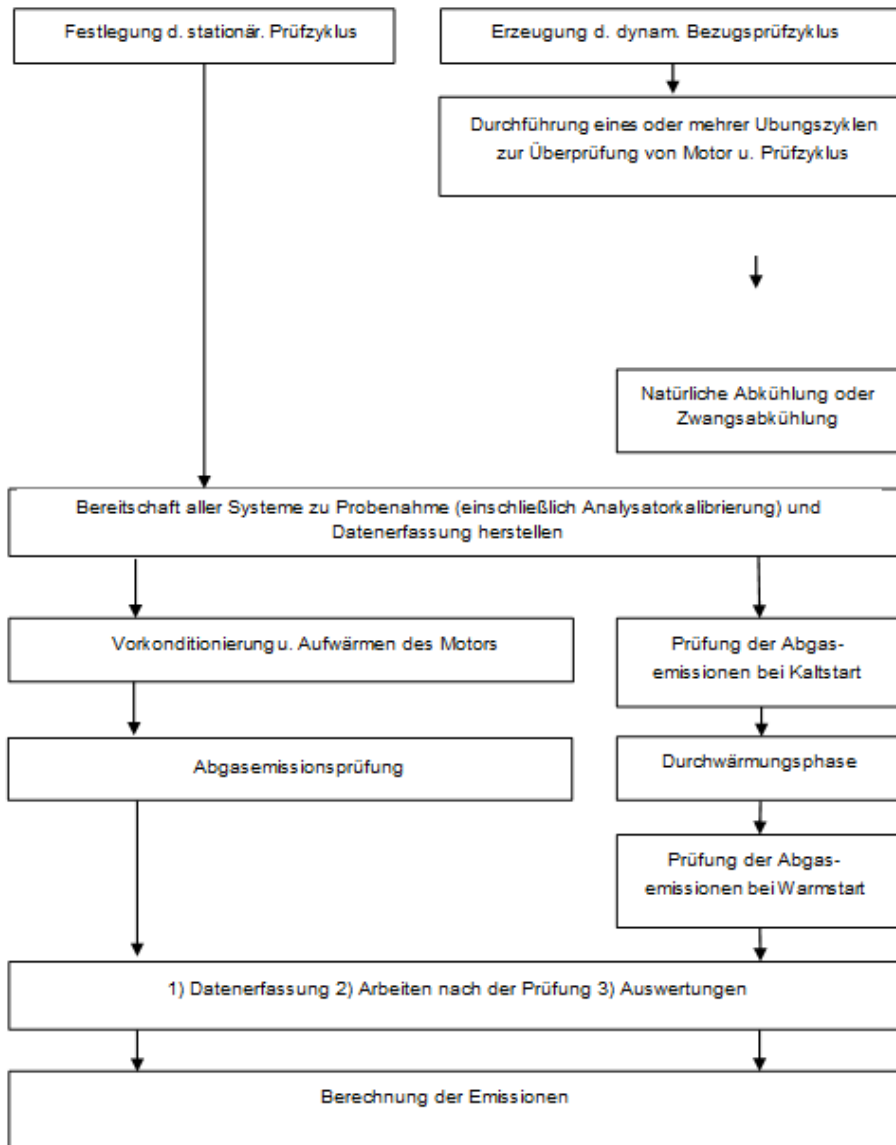 Festlegung d. stationär. Prüfzyklus
Erzeugung d. dynam. Bezugsprüfzyklus
Durchführung eines oder mehrer Ubungszyklen
zur Überprüfung von Motor u. Prüfzyklus
Natürliche Abkühlung oder
Zwangsabkühlung
Bereitschaft aller Systeme zu Probenahme (einschließlich Analysatorkalibrierung) und
Datenerfassung herstellen
Vorkonditionierung u. Aufwärmen des Motors
Prüfung der Abgas-
emissionen bei Kaltstart
Abgasemissionsprüfung
Durchwärmungsphase
Prüfung der Abgas-
emissionen bei Warmstart
1) Datenerfassung 2) Arbeiten nach der Prüfung 3) Auswertungen
Berechnung der Emissionen